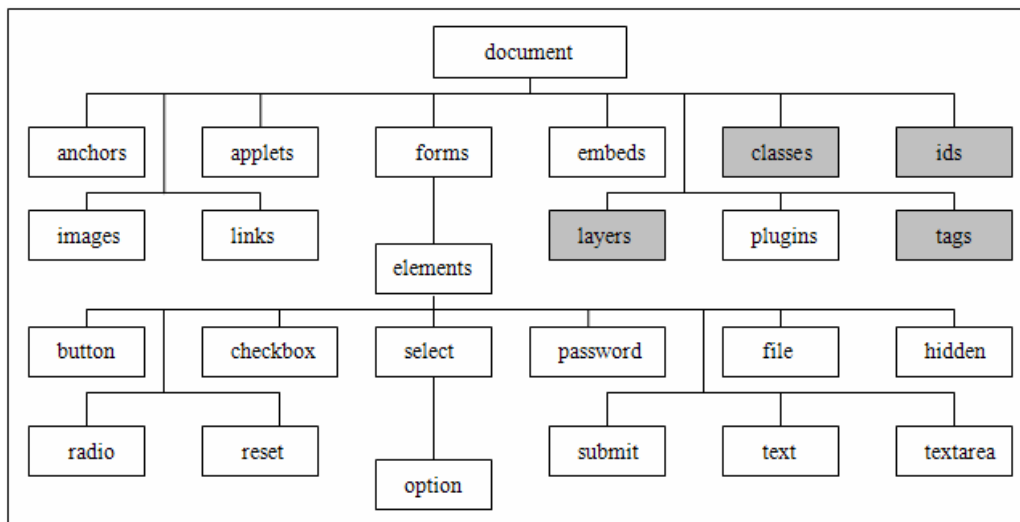 document
anchors applets forms embeds classes ids
images links layers plugins tags
elements
button checkbox select password file hidden
radio reset submit text textarea
option